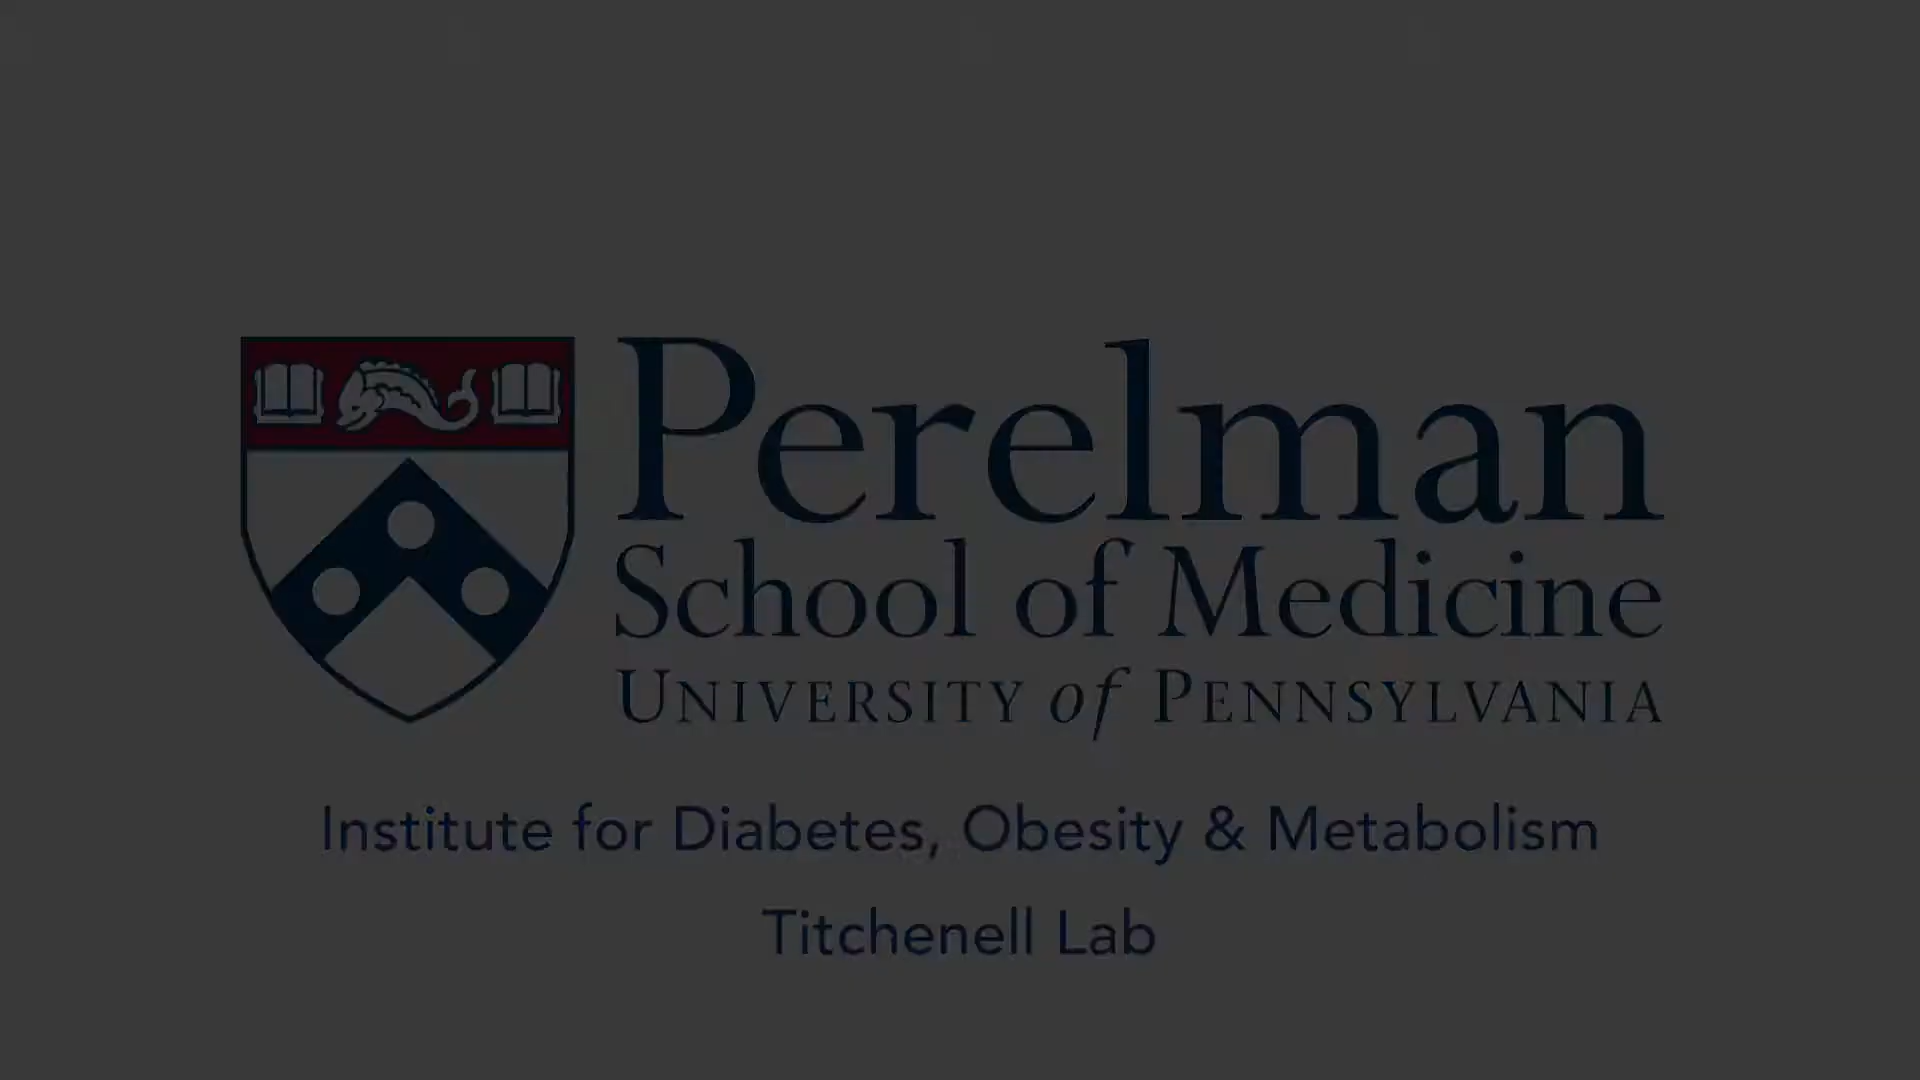 Perelman
School of Medicine
UNIVERSITY of PENNSYLVANIA
Institute for Diabetes, Obesity & Metabolism
Titchenell Lab